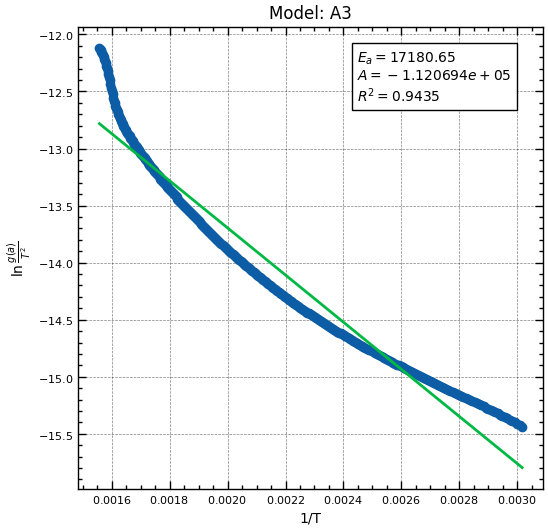 Model: A3
E_a = 17180.65
A = −1.120694e + 05
R^2 = 0.9435
−12.0
−12.5
−13.0
−13.5
−14.0
−14.5
−15.0
−15.5
ln g(a)/T^2
0.0016 0.0018 0.0020 0.0022 0.0024 0.0026 0.0028 0.0030
1/T